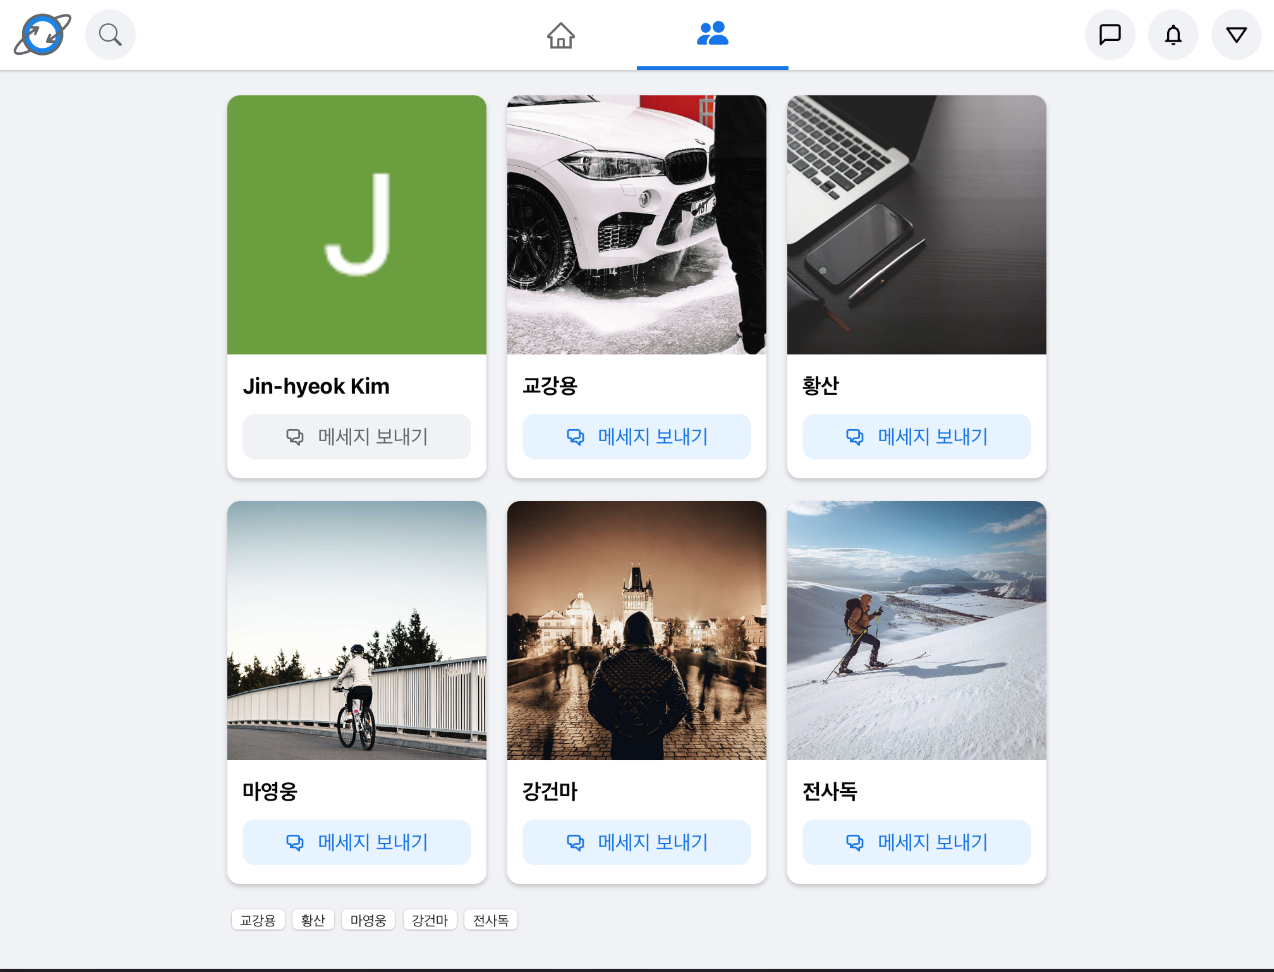 J
Jin-hyeok Kim
교강용
황산
메세지 보내기
메세지 보내기
메세지 보내기
마영웅
강건마
전사독
메세지 보내기
메세지 보내기
메세지 보내기
교강용 황산 마영웅 강건마 전사독